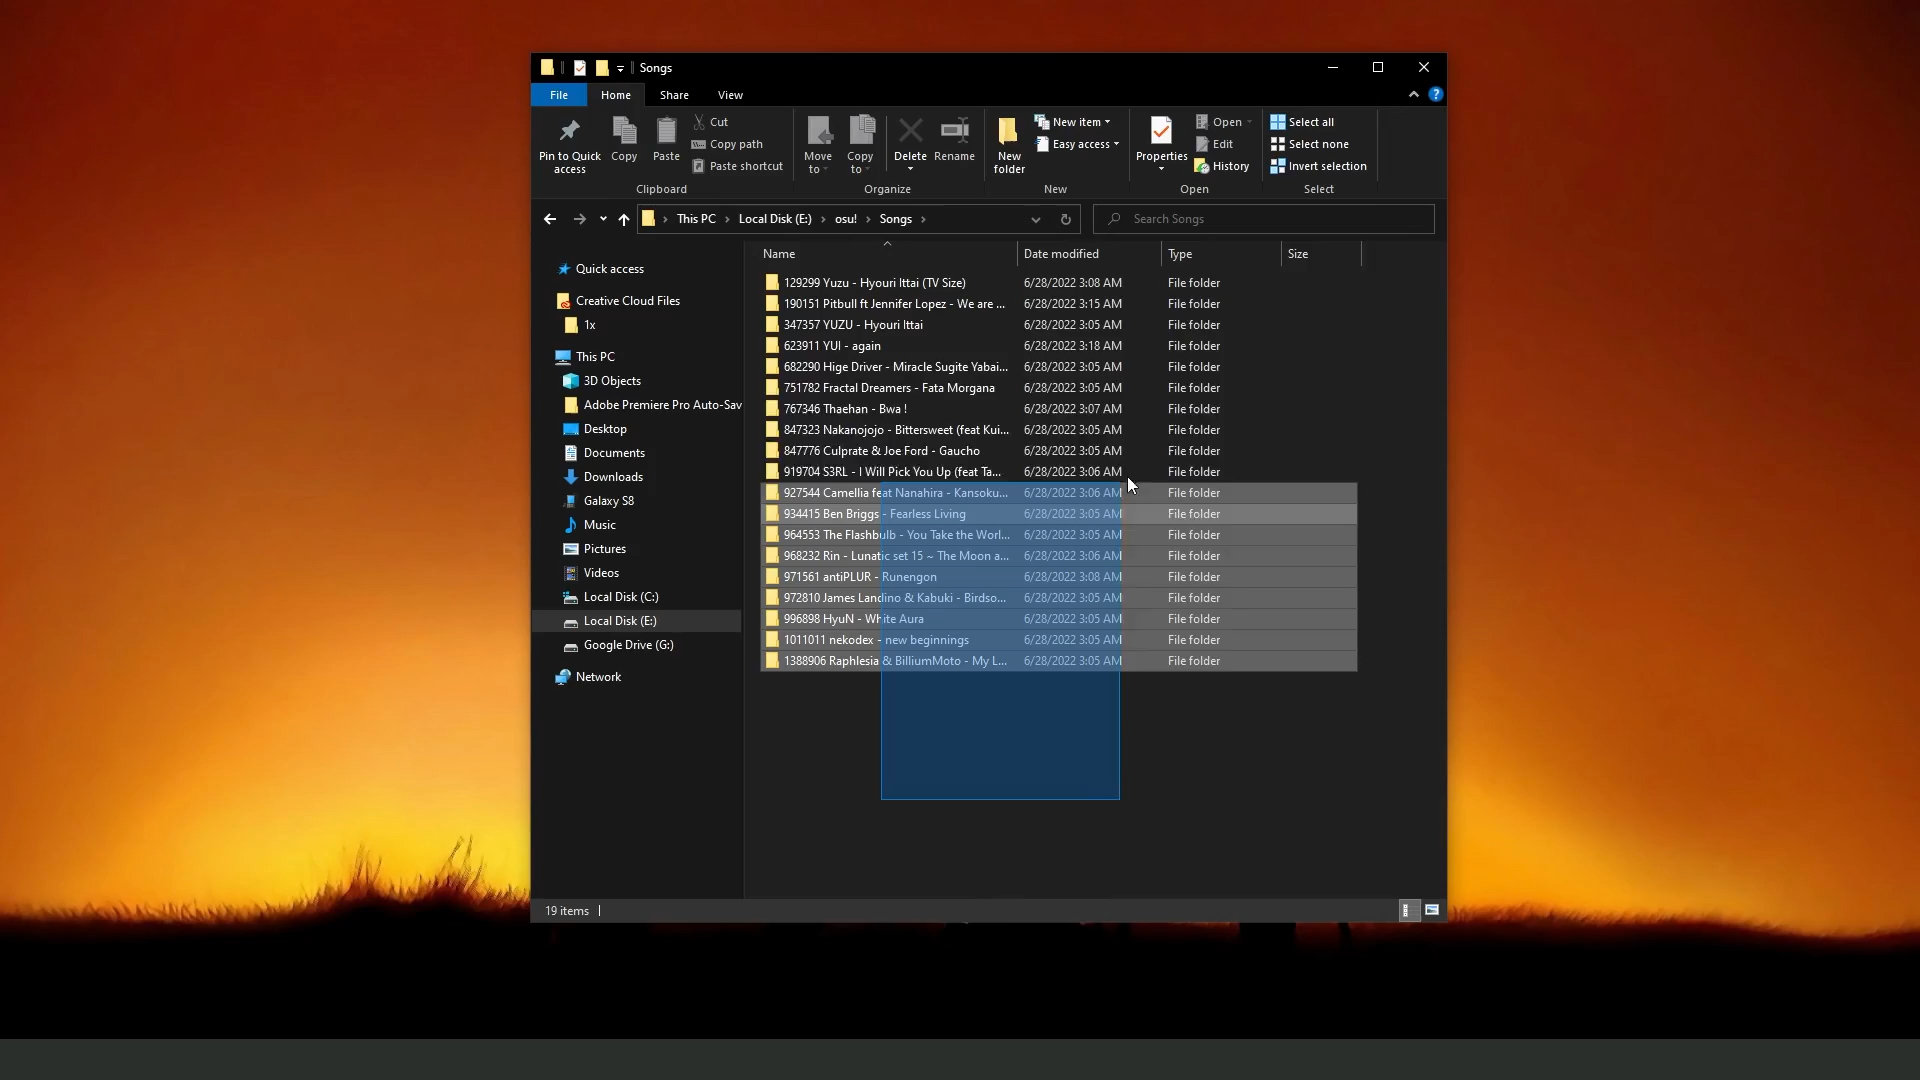 Songs
File Home Share View
?
Pin to Quick access
Copy
Paste
Cut
Copy path
Paste shortcut
Move to
Copy to
Delete
Rename
New folder
New item
Easy access
Properties
Open
Edit
History
Select all
Select none
Invert selection
Clipboard Organize New Open Select
This PC Local Disk (E:) osu! Songs
Search Songs
Quick access
Creative Cloud Files
1x
This PC
3D Objects
Adobe Premiere Pro Auto-Sav
Desktop
Documents
Downloads
Galaxy S8
Music
Pictures
Videos
Local Disk (C:)
Local Disk (E:)
Google Drive (G:)
Network
Name Date modified Type Size
129299 Yuzu - Hyouri Ittai (TV Size) 6/28/2022 3:08 AM File folder
190151 Pitbull ft Jennifer Lopez - We are ... 6/28/2022 3:15 AM File folder
347357 YUZU - Hyouri Ittai 6/28/2022 3:05 AM File folder
623911 YUI - again 6/28/2022 3:18 AM File folder
682290 Hige Driver - Miracle Sugite Yabai... 6/28/2022 3:05 AM File folder
751782 Fractal Dreamers - Fata Morgana 6/28/2022 3:05 AM File folder
767346 Thaehan - Bwa ! 6/28/2022 3:07 AM File folder
847323 Nakanojojo - Bittersweet (feat Kui... 6/28/2022 3:05 AM File folder
847776 Culprate & Joe Ford - Gaucho 6/28/2022 3:05 AM File folder
919704 S3RL - I Will Pick You Up (feat Ta... 6/28/2022 3:06 AM File folder
927544 Camellia feat Nanahira - Kansoku... 6/28/2022 3:06 AM File folder
934415 Ben Briggs - Fearless Living 6/28/2022 3:05 AM File folder
964553 The Flashbulb - You Take the Worl... 6/28/2022 3:05 AM File folder
968232 Rin - Lunatic set 15 ~ The Moon a... 6/28/2022 3:06 AM File folder
971561 antiPLUR - Runengon 6/28/2022 3:08 AM File folder
972810 James Landino & Kabuki - Birdso... 6/28/2022 3:05 AM File folder
996898 HyuN - White Aura 6/28/2022 3:05 AM File folder
1011011 nekodex - new beginnings 6/28/2022 3:05 AM File folder
1388906 Raphlesia & BilliumMoto - My L... 6/28/2022 3:05 AM File folder
19 items